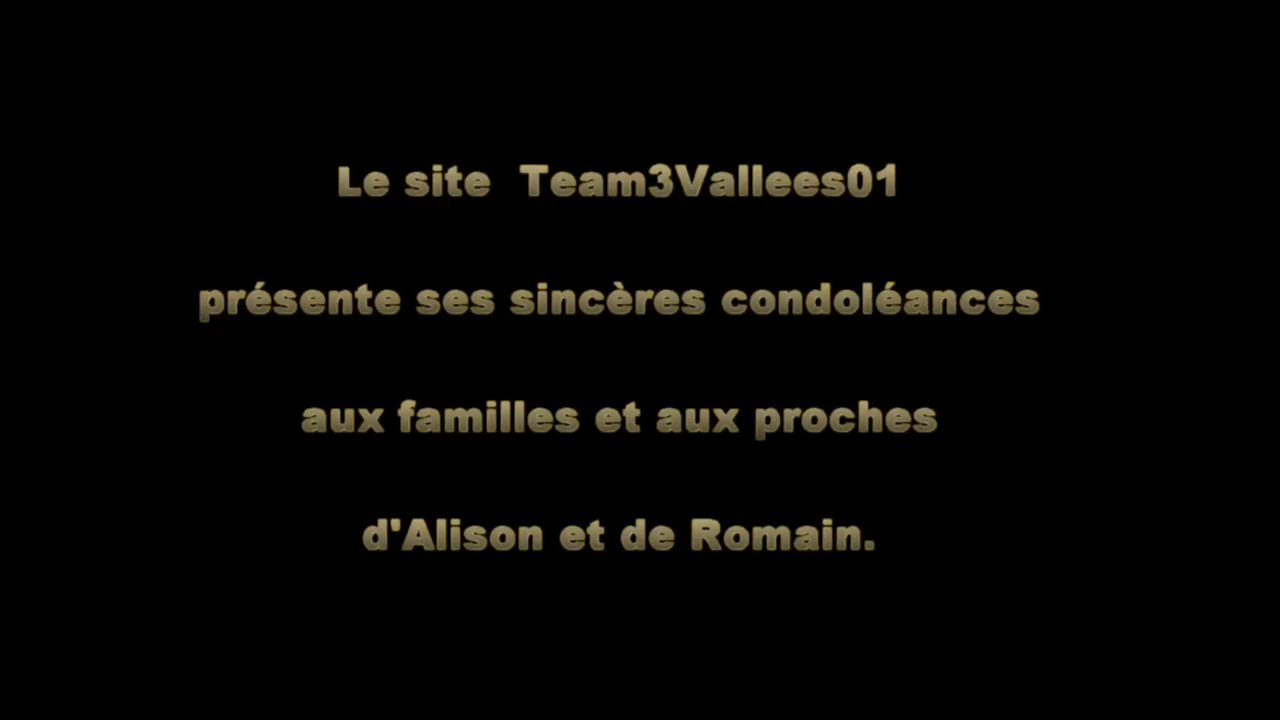 Le site Team3Vallees01
présente ses sincères condoléances
aux familles et aux proches
d'Alison et de Romain.